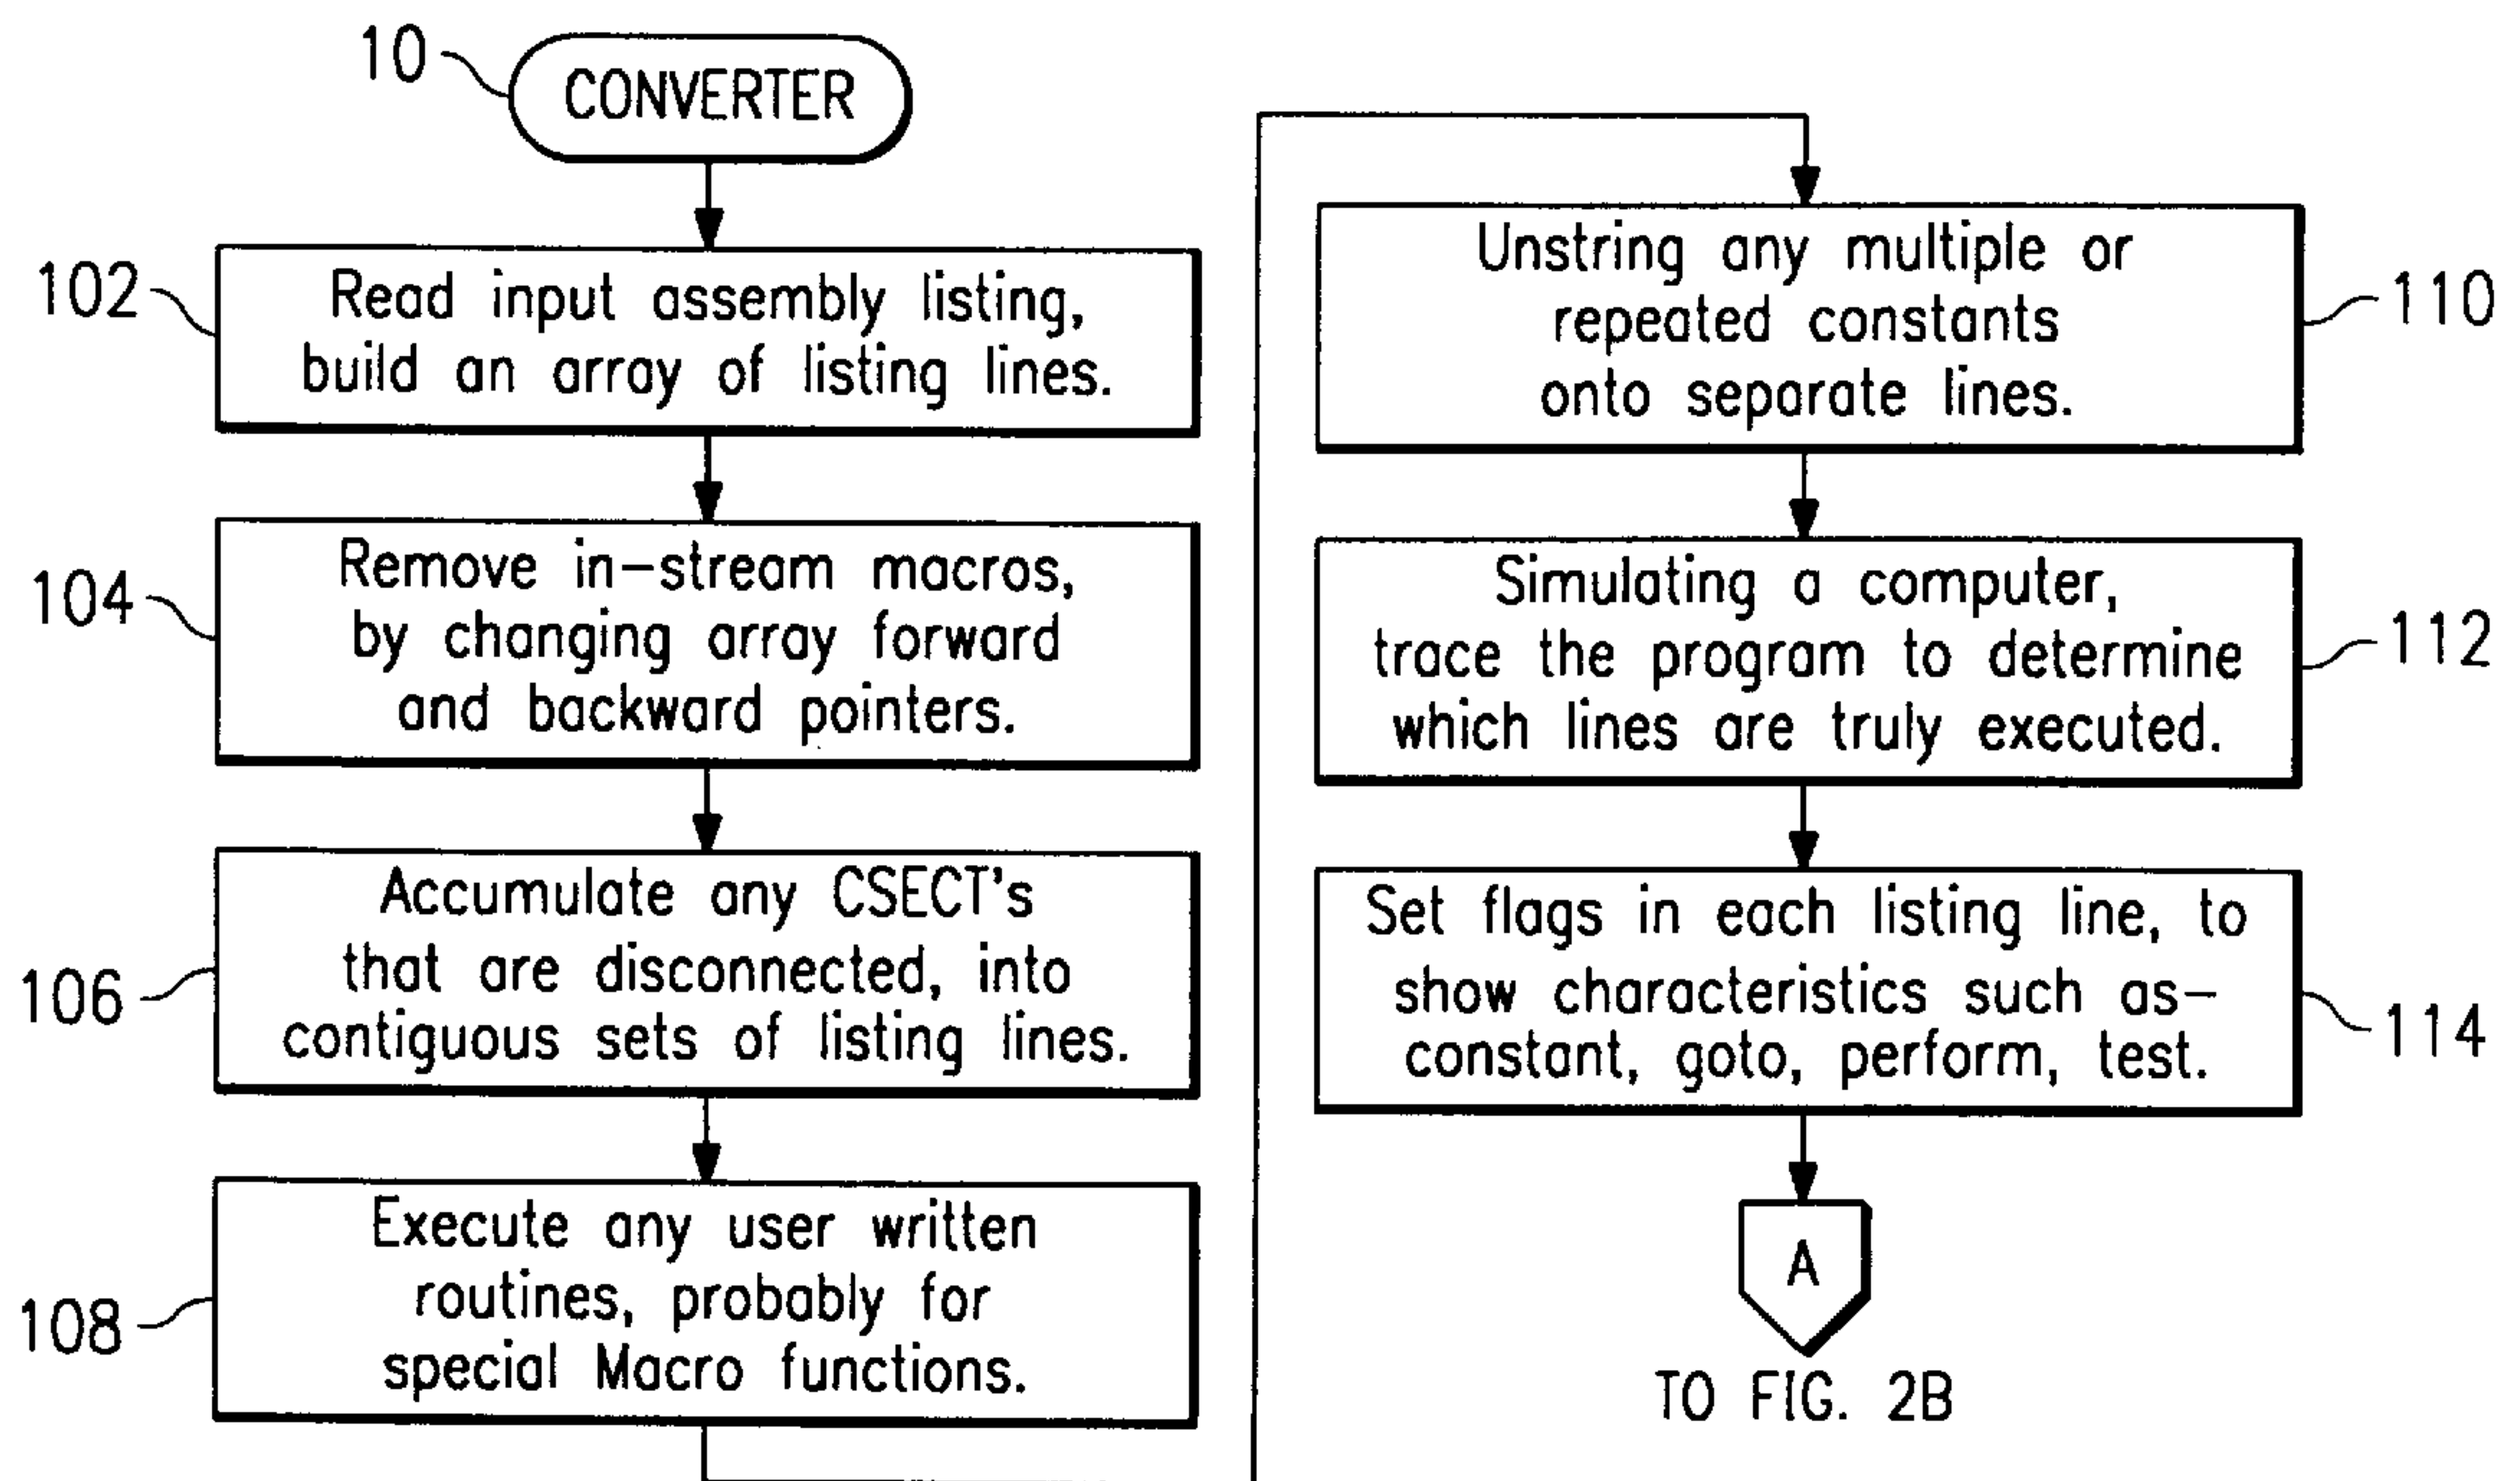 10
CONVERTER
102
Read input assembly listing,
build an array of listing lines.
104
Remove in-stream macros,
by changing array forward
and backward pointers.
106
Accumulate any CSECT's
that are disconnected, into
contiguous sets of listing lines.
108
Execute any user written
routines, probably for
special Macro functions.
Unstring any multiple or
repeated constants
onto separate lines.
110
Simulating a computer,
trace the program to determine
which lines are truly executed.
112
Set flags in each listing line, to
show characteristics such as-
constant, goto, perform, test.
114
A
TO FIG. 2B